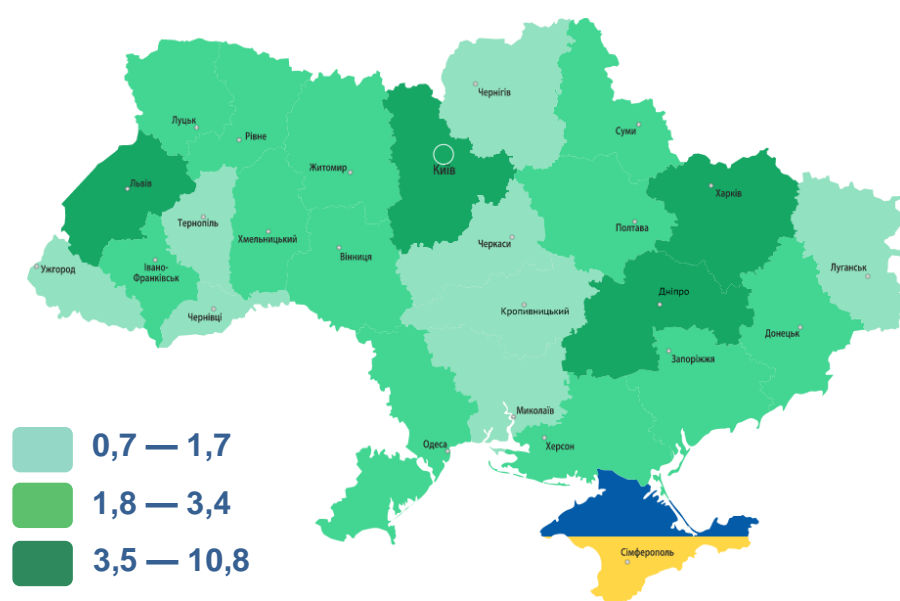 Чернігів
Луцьк
Рівне
Суми
Житомир
Київ
Львів
Харків
Тернопіль
Хмельницький
Черкаси
Полтава
Вінниця
Ужгород
Івано-
Франківськ
Луганськ
Дніпро
Чернівці
Кропивницький
Донецьк
Запоріжжя
Миколаїв
Одеса
Херсон
0,7 — 1,7
1,8 — 3,4
3,5 — 10,8
Сімферополь